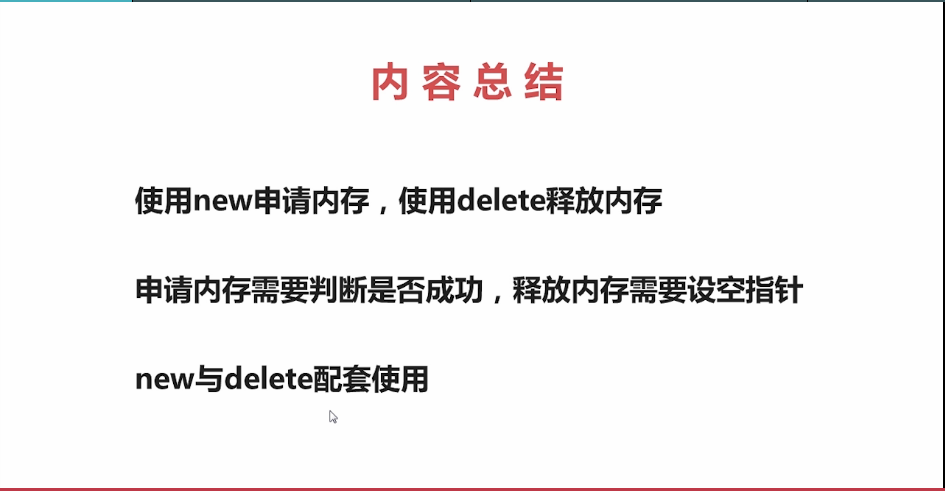 内容总结
使用new申请内存，使用delete释放内存
申请内存需要判断是否成功，释放内存需要设空指针
new与delete配套使用